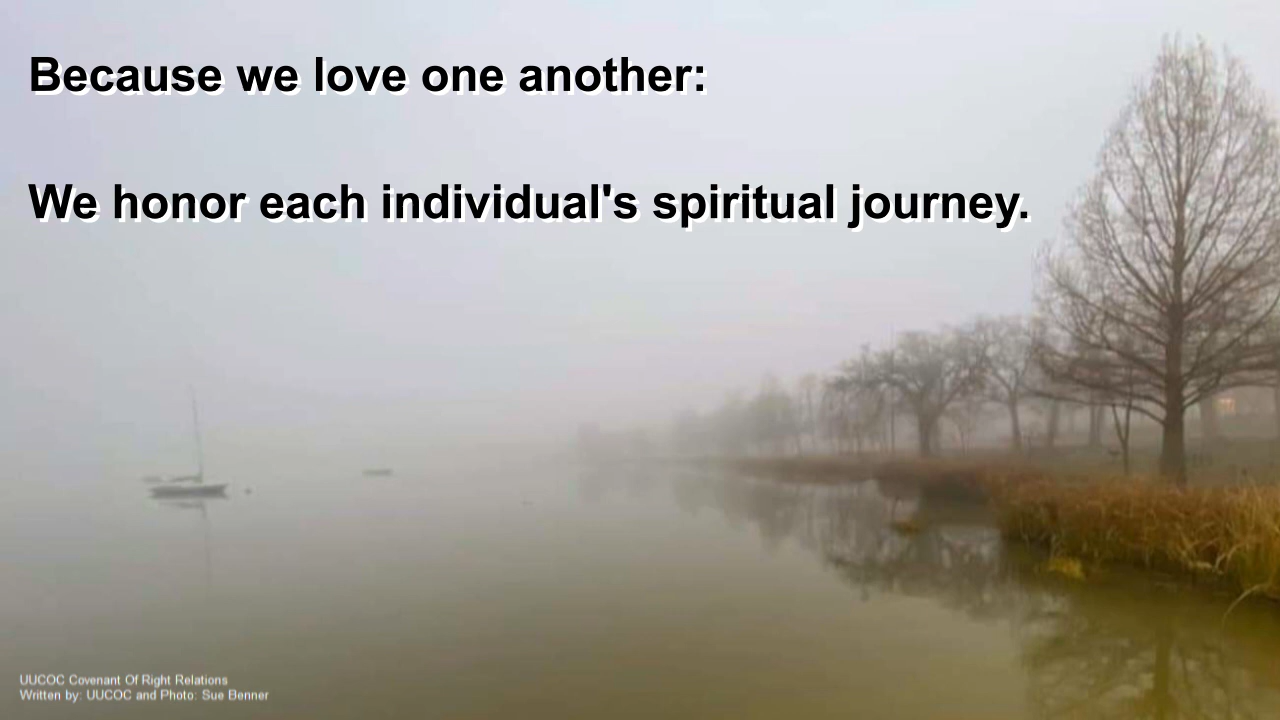 Because we love one another:
We honor each individual's spiritual journey.
UUCOC Covenant Of Right Relations
Written by: UUCOC and Photo: Sue Benner